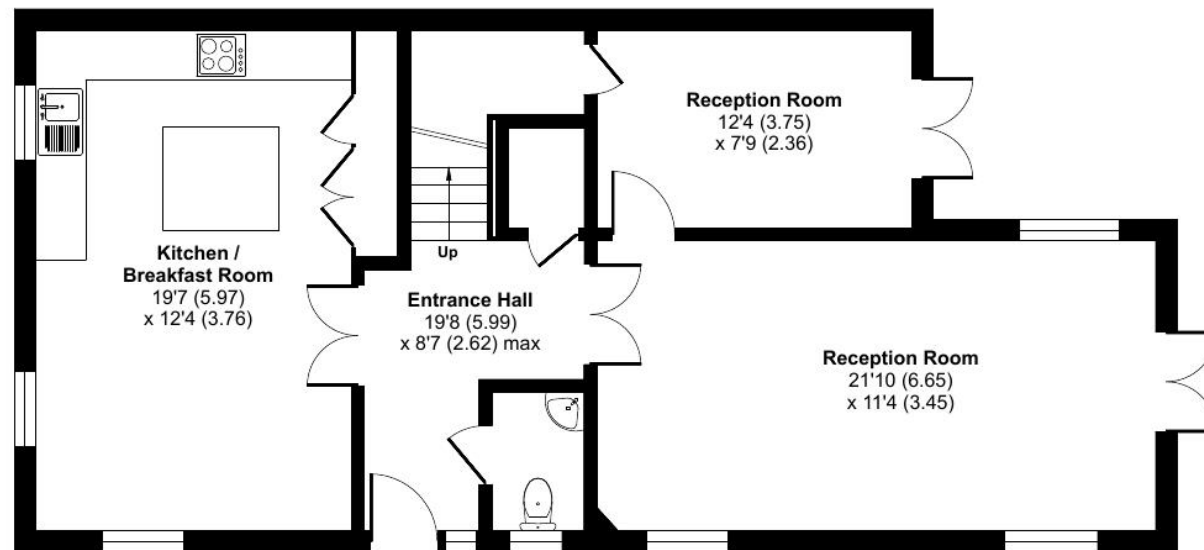 Reception Room
12'4 (3.75)
x 7'9 (2.36)
Kitchen /
Breakfast Room
19'7 (5.97)
x 12'4 (3.76)
Up
Entrance Hall
19'8 (5.99)
x 8'7 (2.62) max
Reception Room
21'10 (6.65)
x 11'4 (3.45)